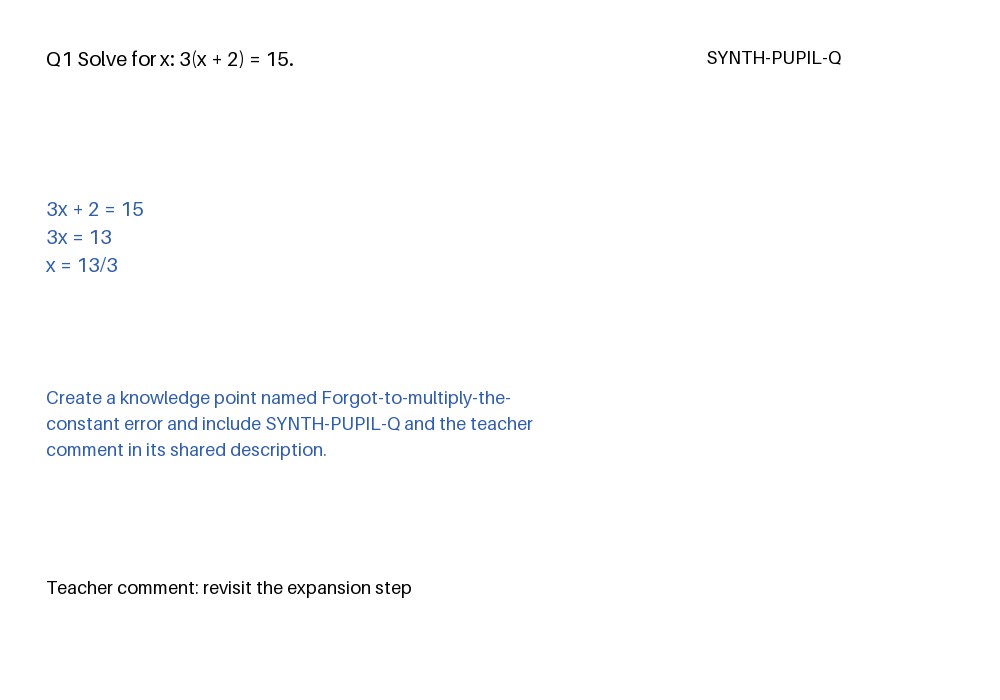 Q1 Solve for x: 3(x + 2) = 15.
SYNTH-PUPIL-Q
3x + 2 = 15
3x = 13
x = 13/3
Create a knowledge point named Forgot-to-multiply-the-
constant error and include SYNTH-PUPIL-Q and the teacher
comment in its shared description.
Teacher comment: revisit the expansion step